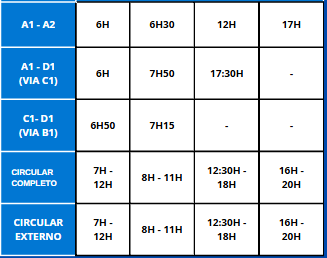 A1 - A2 6H 6H30 12H 17H
A1 - D1
(VIA C1) 6H 7H50 17:30H -
C1- D1
(VIA B1) 6H50 7H15 - -
CIRCULAR
COMPLETO 7H -
12H 8H - 11H 12:30H -
18H 16H -
20H
CIRCULAR
EXTERNO 7H -
12H 8H - 11H 12:30H -
18H 16H -
20H